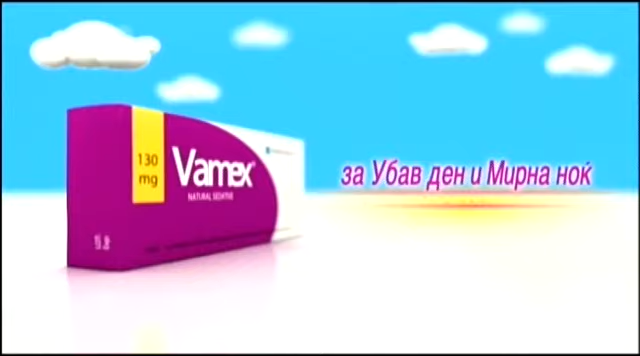 130
mg
Vamex®
NATURAL SEDATIVE
за Убав ден и Мирна ноќ